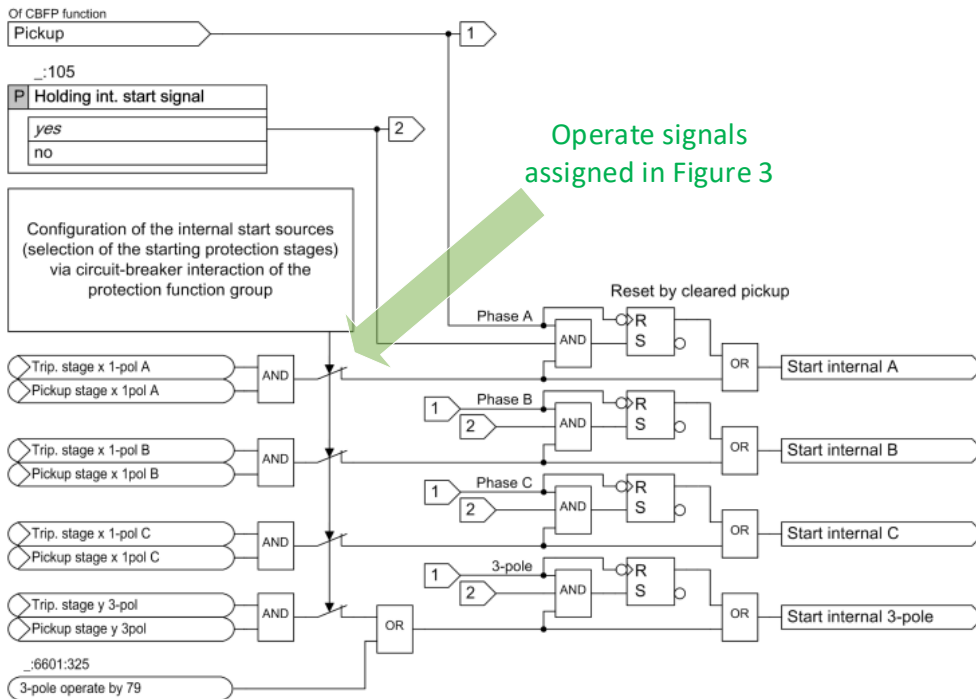 Of CBFP function
Pickup
1
_:105
P Holding int. start signal
yes
2
no
Operate signals
assigned in Figure 3
Configuration of the internal start sources
(selection of the starting protection stages)
via circuit-breaker interaction of the
protection function group
Reset by cleared pickup
Phase A
R
S
AND
OR
Trip. stage x 1-pol A
Pickup stage x 1pol A
AND
Start internal A
1
Phase B
2
R
S
AND
OR
Trip. stage x 1-pol B
Pickup stage x 1pol B
AND
Start internal B
1
Phase C
2
R
S
AND
OR
Trip. stage x 1-pol C
Pickup stage x 1pol C
AND
Start internal C
1
3-pole
2
R
S
AND
OR
Trip. stage y 3-pol
Pickup stage y 3pol
AND
OR
Start internal 3-pole
_:6601:325
3-pole operate by 79